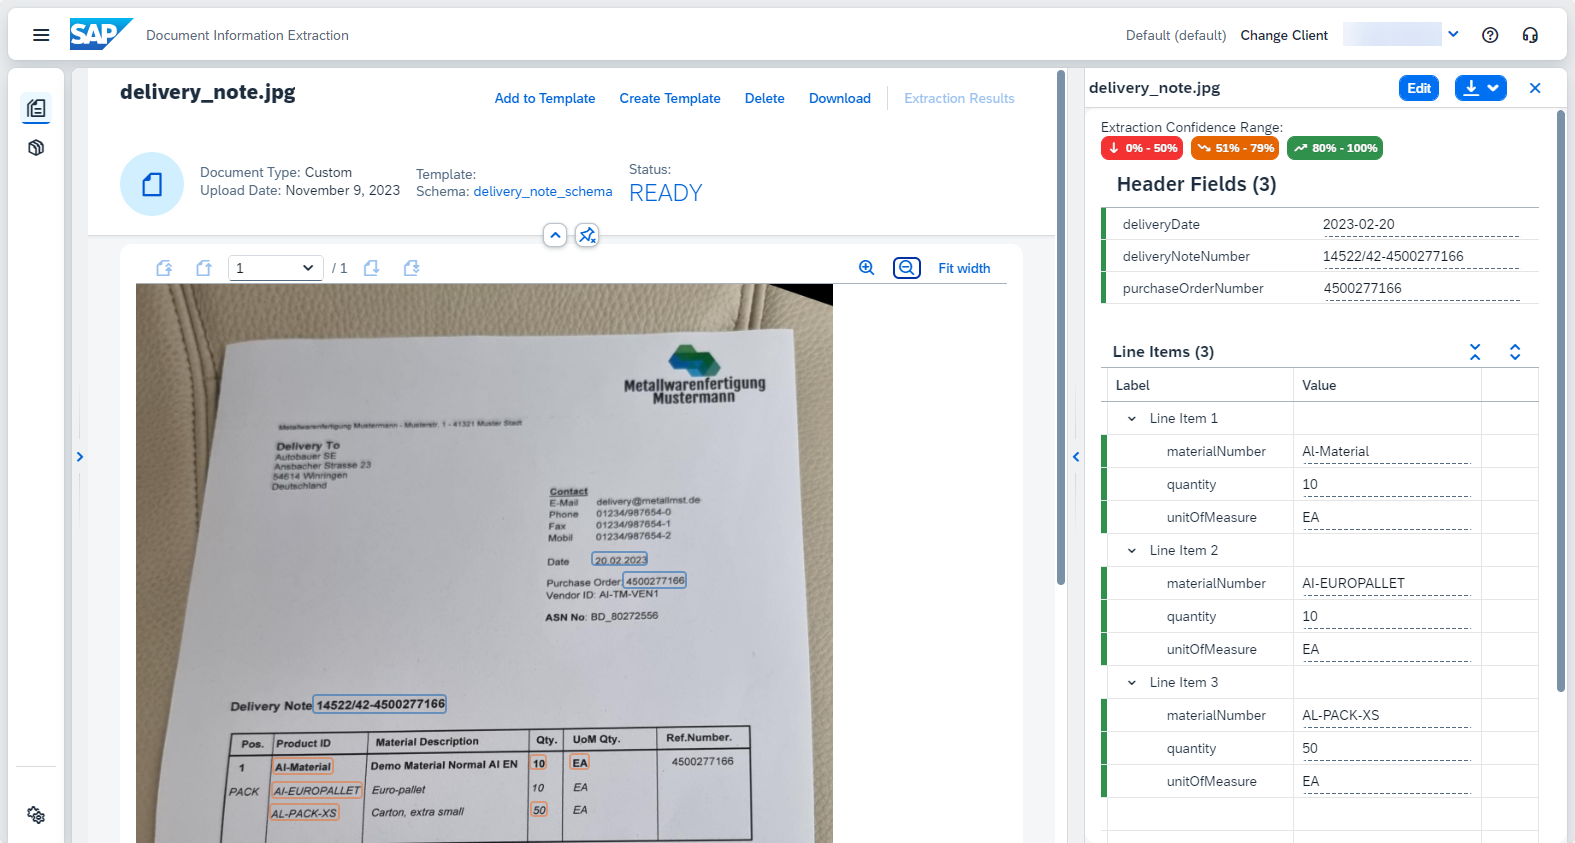 SAP Document Information Extraction Default (default) Change Client
delivery_note.jpg
Add to Template Create Template Delete Download Extraction Results
Document Type: Custom
Upload Date: November 9, 2023
Template:
Schema: delivery_note_schema
Status:
READY
1 / 1 Fit width
Metallwarenfertigung
Mustermann
Metallwarenfertigung Mustermann - Musterstr. 1 - 41321 Muster Stadt
Delivery To
Autobauer SE
Ansbacher Strasse 23
54614 Winringen
Deutschland
Contact
E-Mail delivery@metallmst.de
Phone 01234/987654-0
Fax 01234/987654-1
Mobil 01234/987654-2
Date 20.02.2023
Purchase Order: 4500277166
Vendor ID: AI-TM-VEN1
ASN No: BD_80272556
Delivery Note 14522/42-4500277166
Pos. Product ID Material Description Qty. UoM Qty. Ref.Number.
1 AI-Material Demo Material Normal AI EN 10 EA 4500277166
PACK AI-EUROPALLET Euro-pallet 10 EA
AL-PACK-XS Carton, extra small 50 EA
delivery_note.jpg Edit
Extraction Confidence Range:
0% - 50% 51% - 79% 80% - 100%
Header Fields (3)
deliveryDate 2023-02-20
deliveryNoteNumber 14522/42-4500277166
purchaseOrderNumber 4500277166
Line Items (3)
Label Value
Line Item 1
materialNumber Al-Material
quantity 10
unitOfMeasure EA
Line Item 2
materialNumber AI-EUROPALLET
quantity 10
unitOfMeasure EA
Line Item 3
materialNumber AL-PACK-XS
quantity 50
unitOfMeasure EA